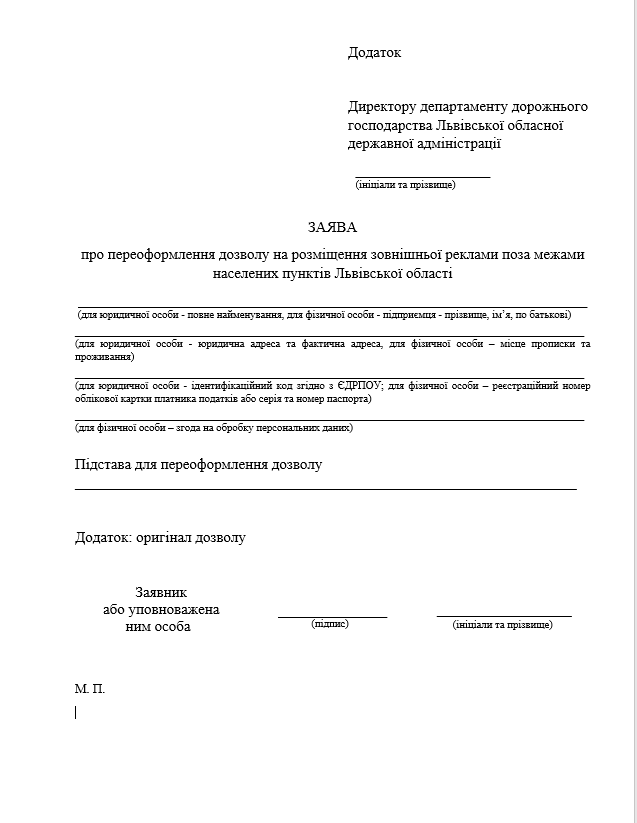 Додаток
Директору департаменту дорожнього
господарства Львівської обласної
державної адміністрації
(ініціали та прізвище)
ЗАЯВА
про переоформлення дозволу на розміщення зовнішньої реклами поза межами
населених пунктів Львівської області
(для юридичної особи - повне найменування, для фізичної особи - підприємця - прізвище, ім’я, по батькові)
(для юридичної особи - юридична адреса та фактична адреса, для фізичної особи – місце прописки та
проживання)
(для юридичної особи - ідентифікаційний код згідно з ЄДРПОУ; для фізичної особи – реєстраційний номер
облікової картки платника податків або серія та номер паспорта)
(для фізичної особи – згода на обробку персональних даних)
Підстава для переоформлення дозволу
Додаток: оригінал дозволу
Заявник
або уповноважена
ним особа
(підпис)
(ініціали та прізвище)
М. П.